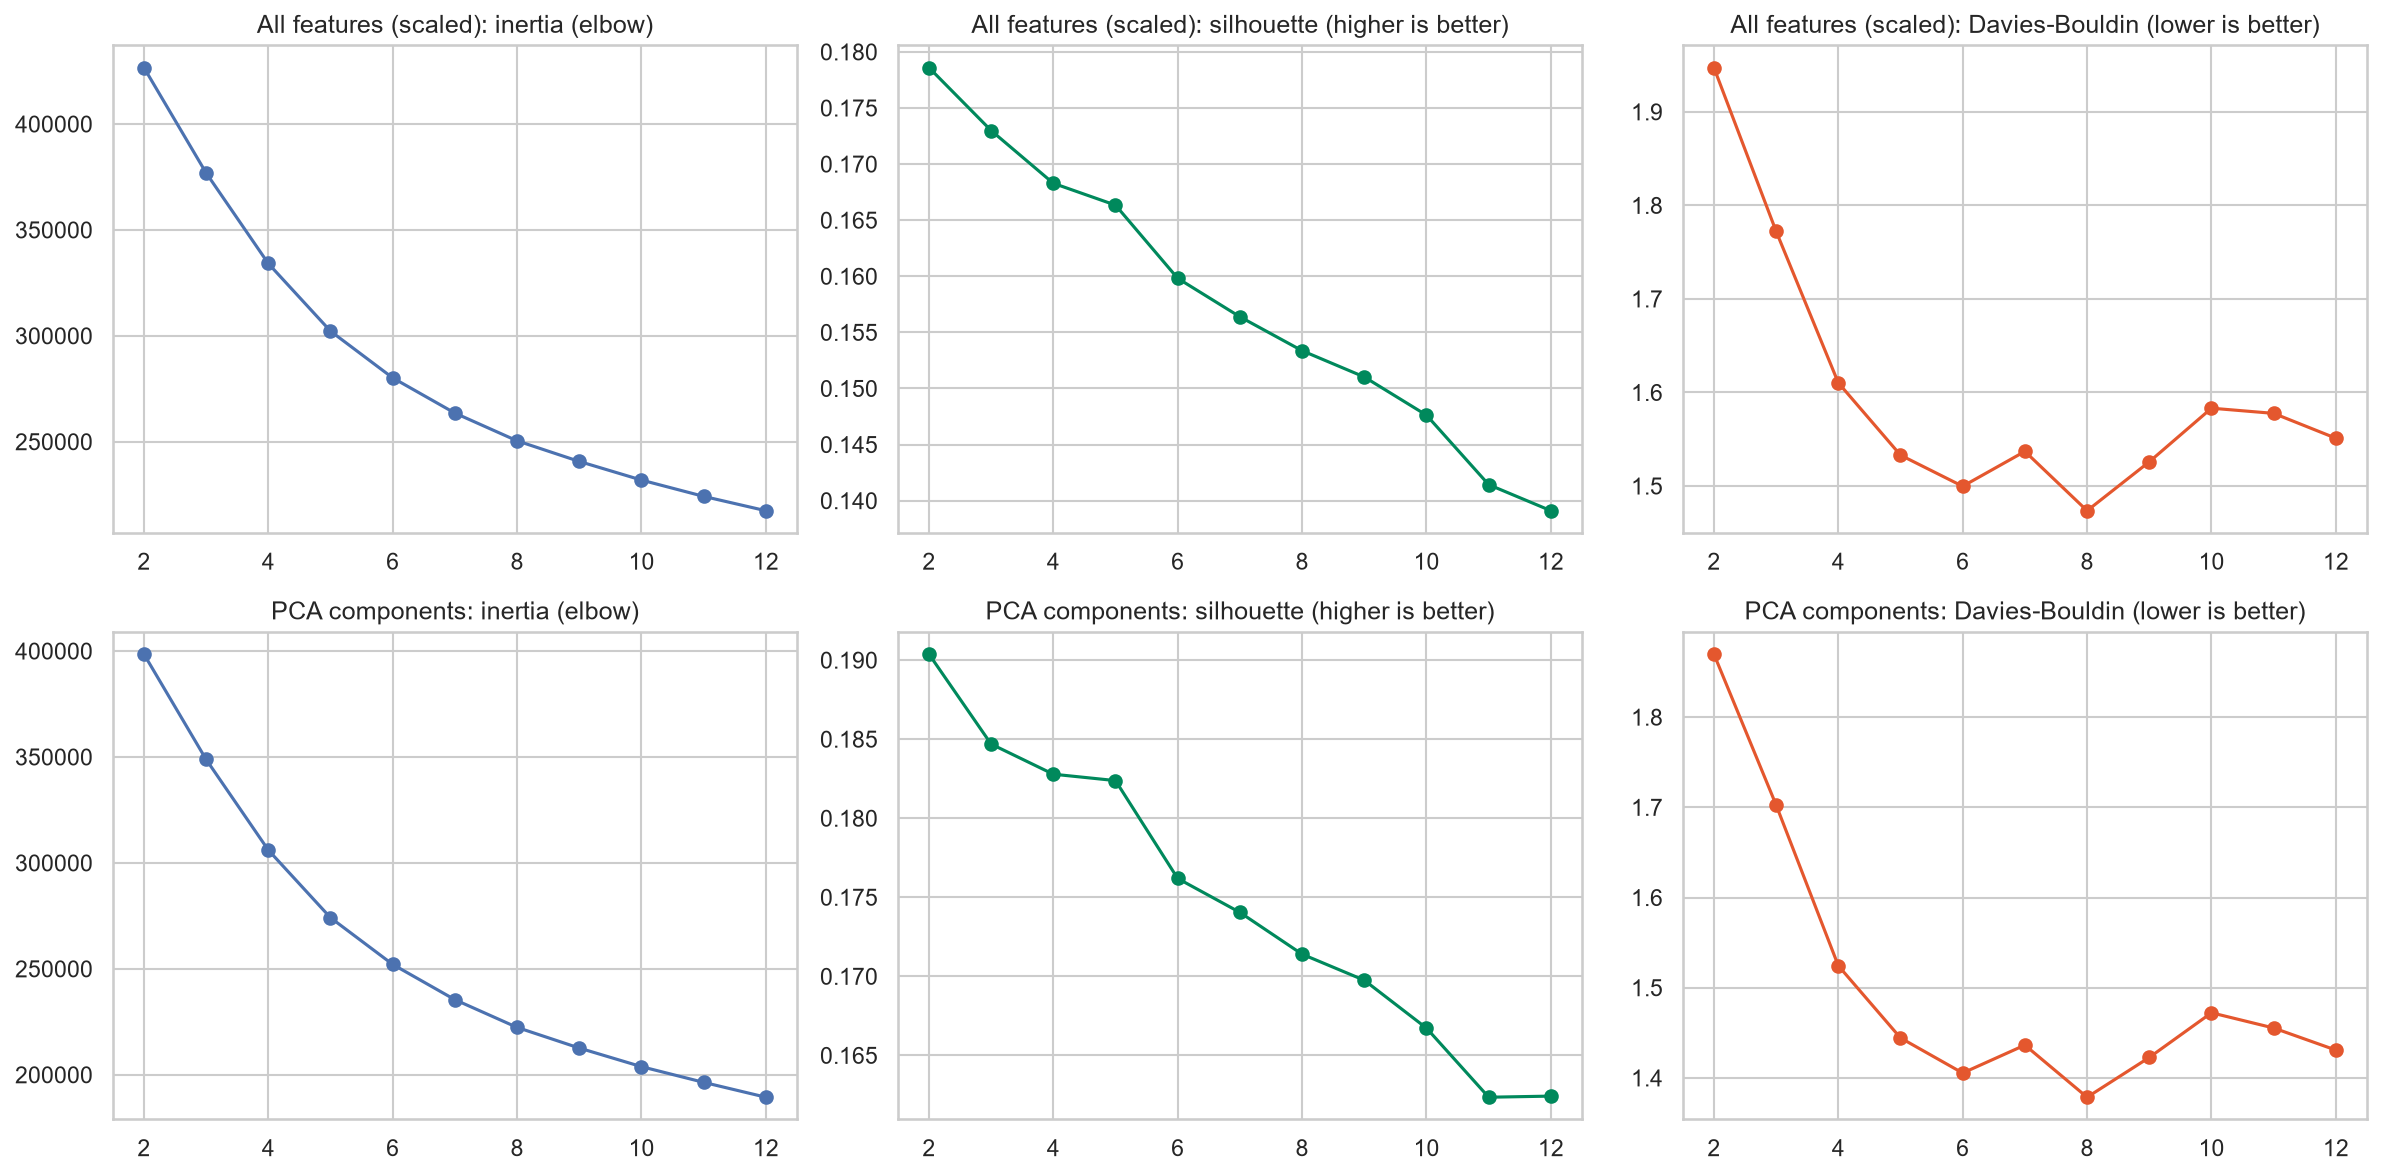 All features (scaled): inertia (elbow)
400000
350000
300000
250000
2 4 6 8 10 12
All features (scaled): silhouette (higher is better)
0.180
0.175
0.170
0.165
0.160
0.155
0.150
0.145
0.140
2 4 6 8 10 12
All features (scaled): Davies-Bouldin (lower is better)
1.9
1.8
1.7
1.6
1.5
2 4 6 8 10 12
PCA components: inertia (elbow)
400000
350000
300000
250000
200000
2 4 6 8 10 12
PCA components: silhouette (higher is better)
0.190
0.185
0.180
0.175
0.170
0.165
2 4 6 8 10 12
PCA components: Davies-Bouldin (lower is better)
1.8
1.7
1.6
1.5
1.4
2 4 6 8 10 12